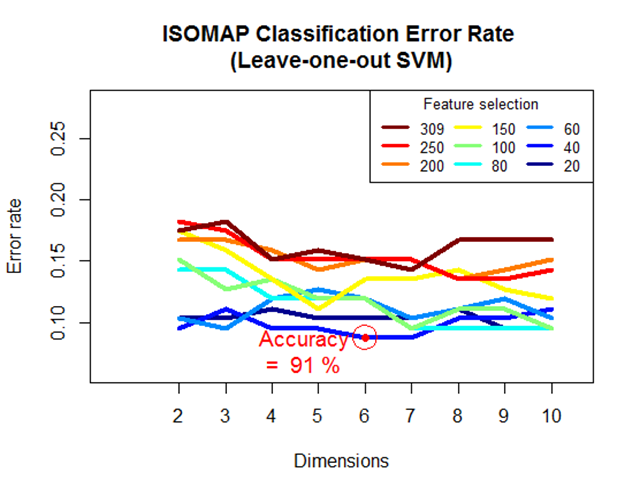 ISOMAP Classification Error Rate
(Leave-one-out SVM)
Feature selection
309 150 60
250 100 40
200 80 20
Error rate
0.25
0.20
0.15
0.10
Accuracy
= 91 %
2 3 4 5 6 7 8 9 10
Dimensions